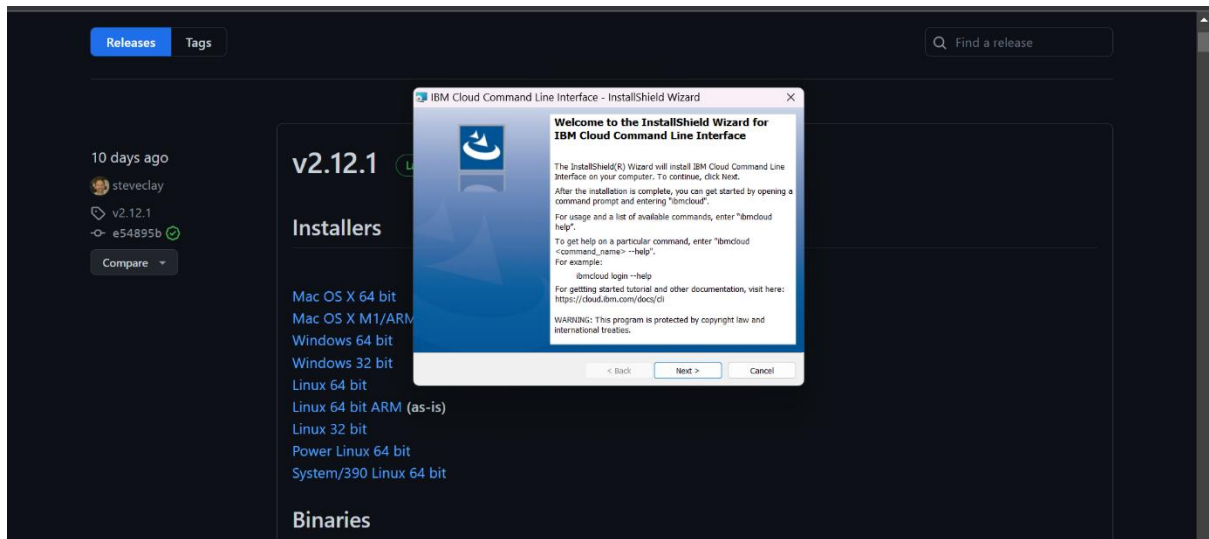 Releases Tags
Find a release
IBM Cloud Command Line Interface - InstallShield Wizard
Welcome to the InstallShield Wizard for
IBM Cloud Command Line Interface
The InstallShield(R) Wizard will install IBM Cloud Command Line
Interface on your computer. To continue, click Next.
After the installation is complete, you can get started by opening a
command prompt and entering "ibmcloud".
For usage and a list of available commands, enter "ibmcloud
help".
To get help on a particular command, enter "ibmcloud
<command_name> --help".
For example:
ibmcloud login --help
For gettting started tutorial and other documentation, visit here:
https://cloud.ibm.com/docs/cli
WARNING: This program is protected by copyright law and
international treaties.
< Back Next > Cancel
10 days ago
steveclay
v2.12.1
e54895b
Compare
v2.12.1
Installers
Mac OS X 64 bit
Mac OS X M1/ARM
Windows 64 bit
Windows 32 bit
Linux 64 bit
Linux 64 bit ARM (as-is)
Linux 32 bit
Power Linux 64 bit
System/390 Linux 64 bit
Binaries